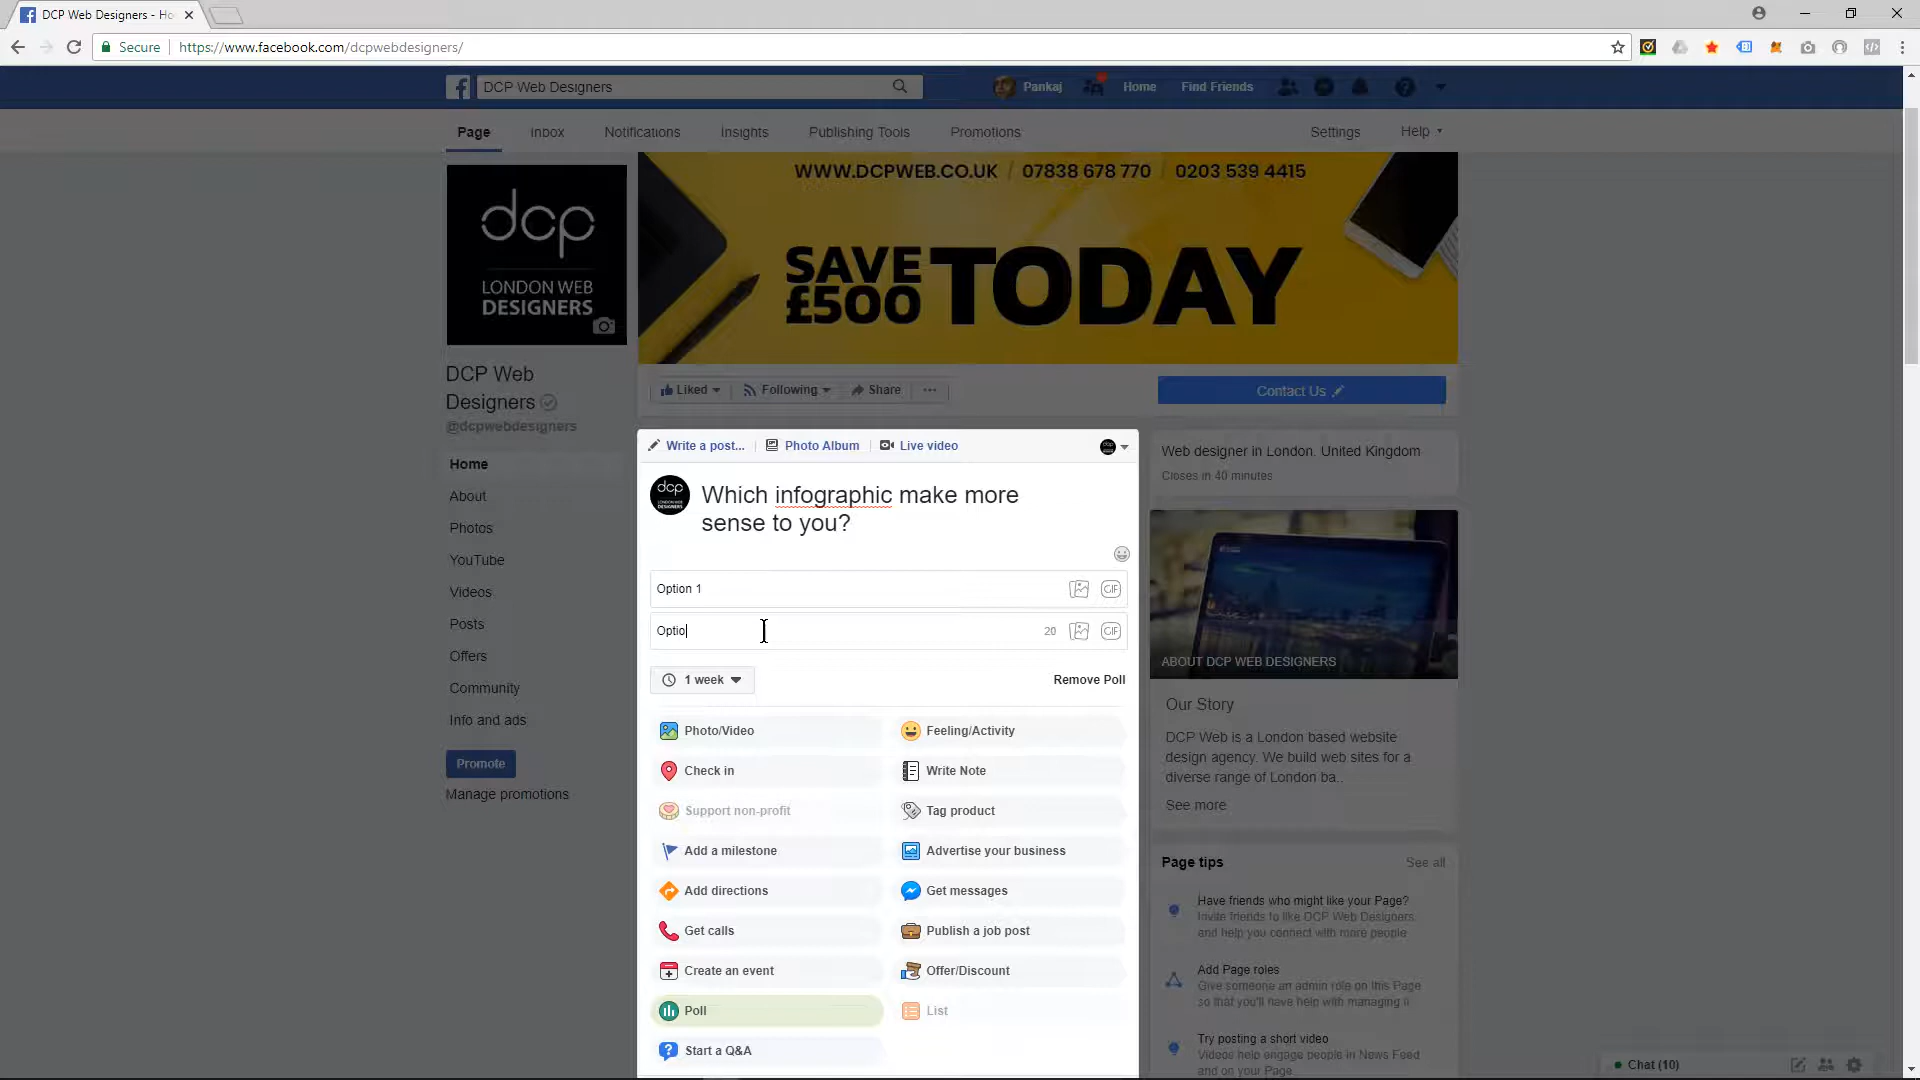 DCP Web Designers - Ho
Secure
https://www.facebook.com/dcpwebdesigners/
DCP Web Designers
Pankaj
Home
Find Friends
Page
Inbox
Notifications
Insights
Publishing Tools
Promotions
Settings
Help
dcp
LONDON WEB
DESIGNERS
WWW.DCPWEB.CO.UK / 07838 678 770 / 0203 539 4415
SAVE
£500
TODAY
DCP Web
Designers
@dcpwebdesigners
Liked
Following
Share
Contact Us
Home
About
Photos
YouTube
Videos
Posts
Offers
Community
Info and ads
Promote
Manage promotions
Write a post...
Photo Album
Live video
dcp
LONDON WEB
DESIGNERS
Which infographic make more
sense to you?
Option 1
GIF
Optio
20
GIF
1 week
Remove Poll
Photo/Video
Feeling/Activity
Check in
Write Note
Support non-profit
Tag product
Add a milestone
Advertise your business
Add directions
Get messages
Get calls
Publish a job post
Create an event
Offer/Discount
Poll
List
Start a Q&A
Web designer in London. United Kingdom
Closes in 40 minutes
ABOUT DCP WEB DESIGNERS
Our Story
DCP Web is a London based website
design agency. We build web sites for a
diverse range of London ba..
See more
Page tips
See all
Have friends who might like your Page?
Invite friends to like DCP Web Designers
and help you connect with more people
Add Page roles
Give someone an admin role on this Page
so that you'll have help with managing it
Try posting a short video
Videos help engage people in News Feed
and on your Page
Chat (10)